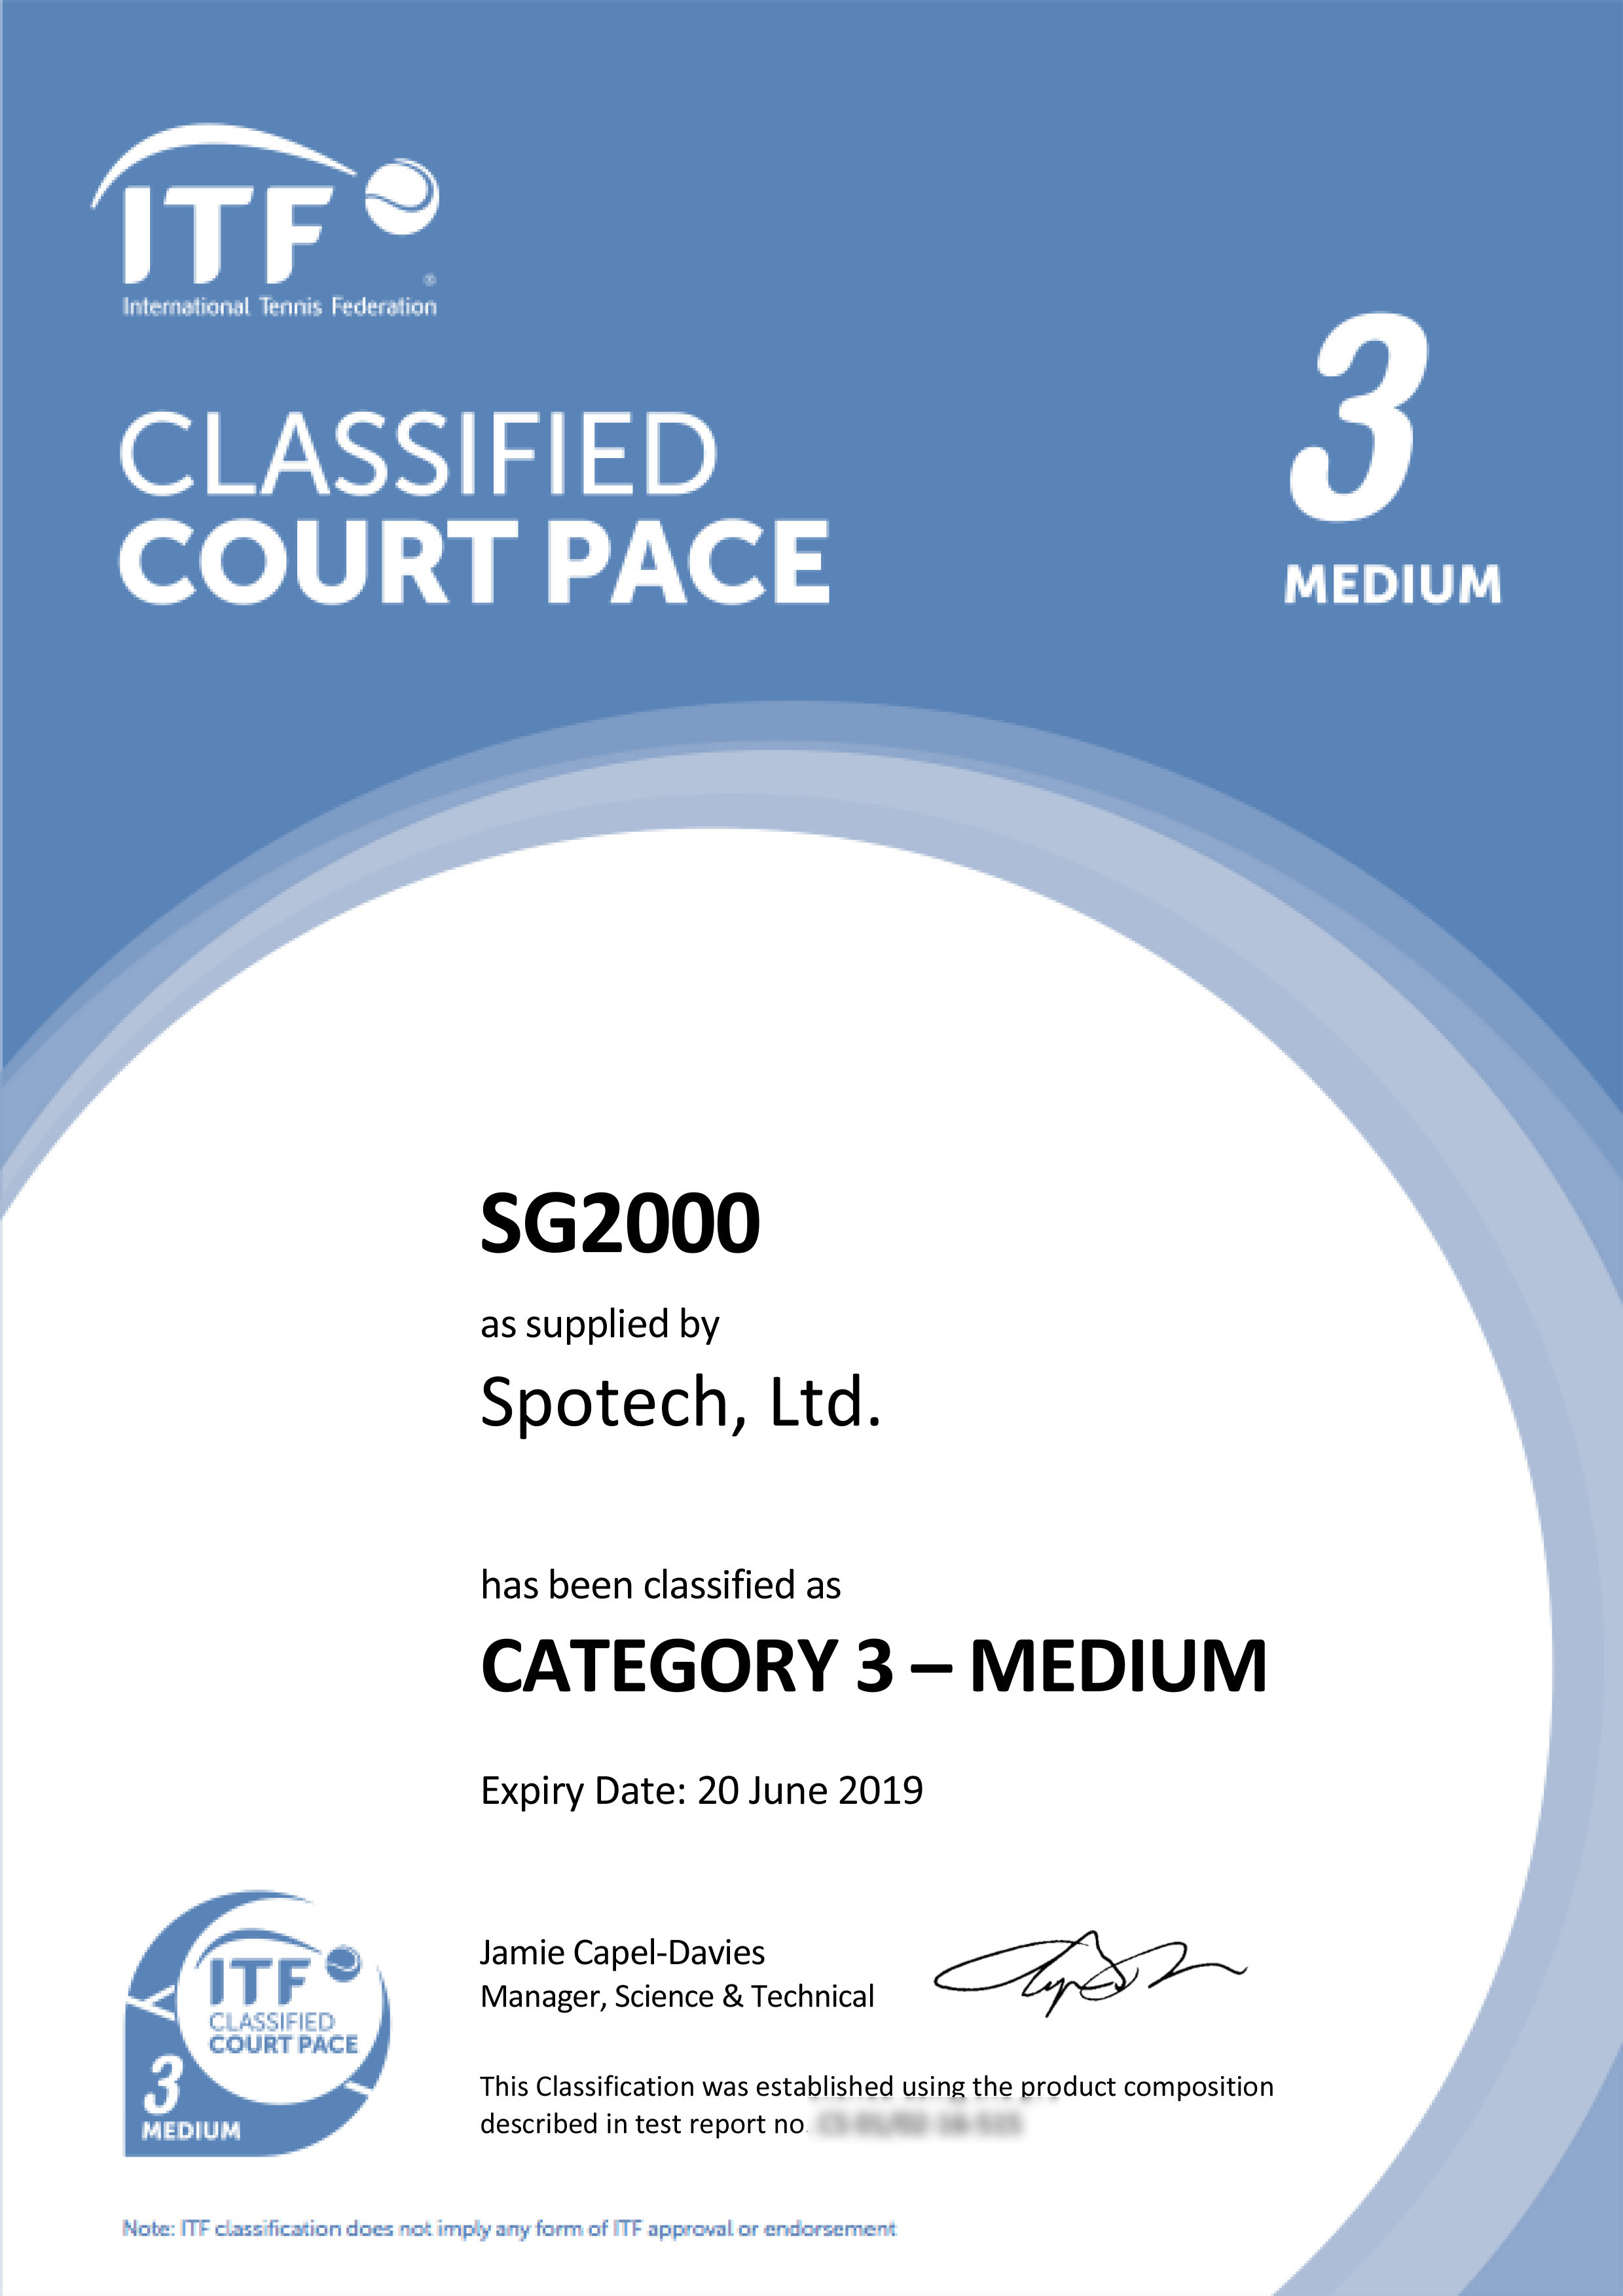 ITF
®
International Tennis Federation
CLASSIFIED
COURT PACE
3
MEDIUM
SG2000
as supplied by
Spotech, Ltd.
has been classified as
CATEGORY 3 – MEDIUM
Expiry Date: 20 June 2019
Jamie Capel-Davies
Manager, Science & Technical
ITF
CLASSIFIED
COURT PACE
3
MEDIUM
This Classification was established using the product composition
described in test report no.
Note: ITF classification does not imply any form of ITF approval or endorsement